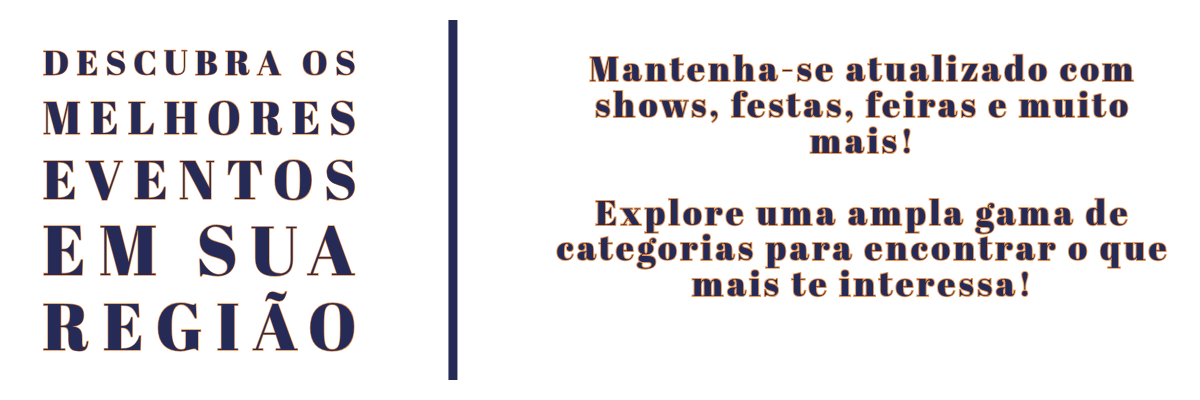 DESCUBRA OS
MELHORES
EVENTOS
EM SUA
REGIÃO
Mantenha-se atualizado com
shows, festas, feiras e muito
mais!
Explore uma ampla gama de
categorias para encontrar o que
mais te interessa!